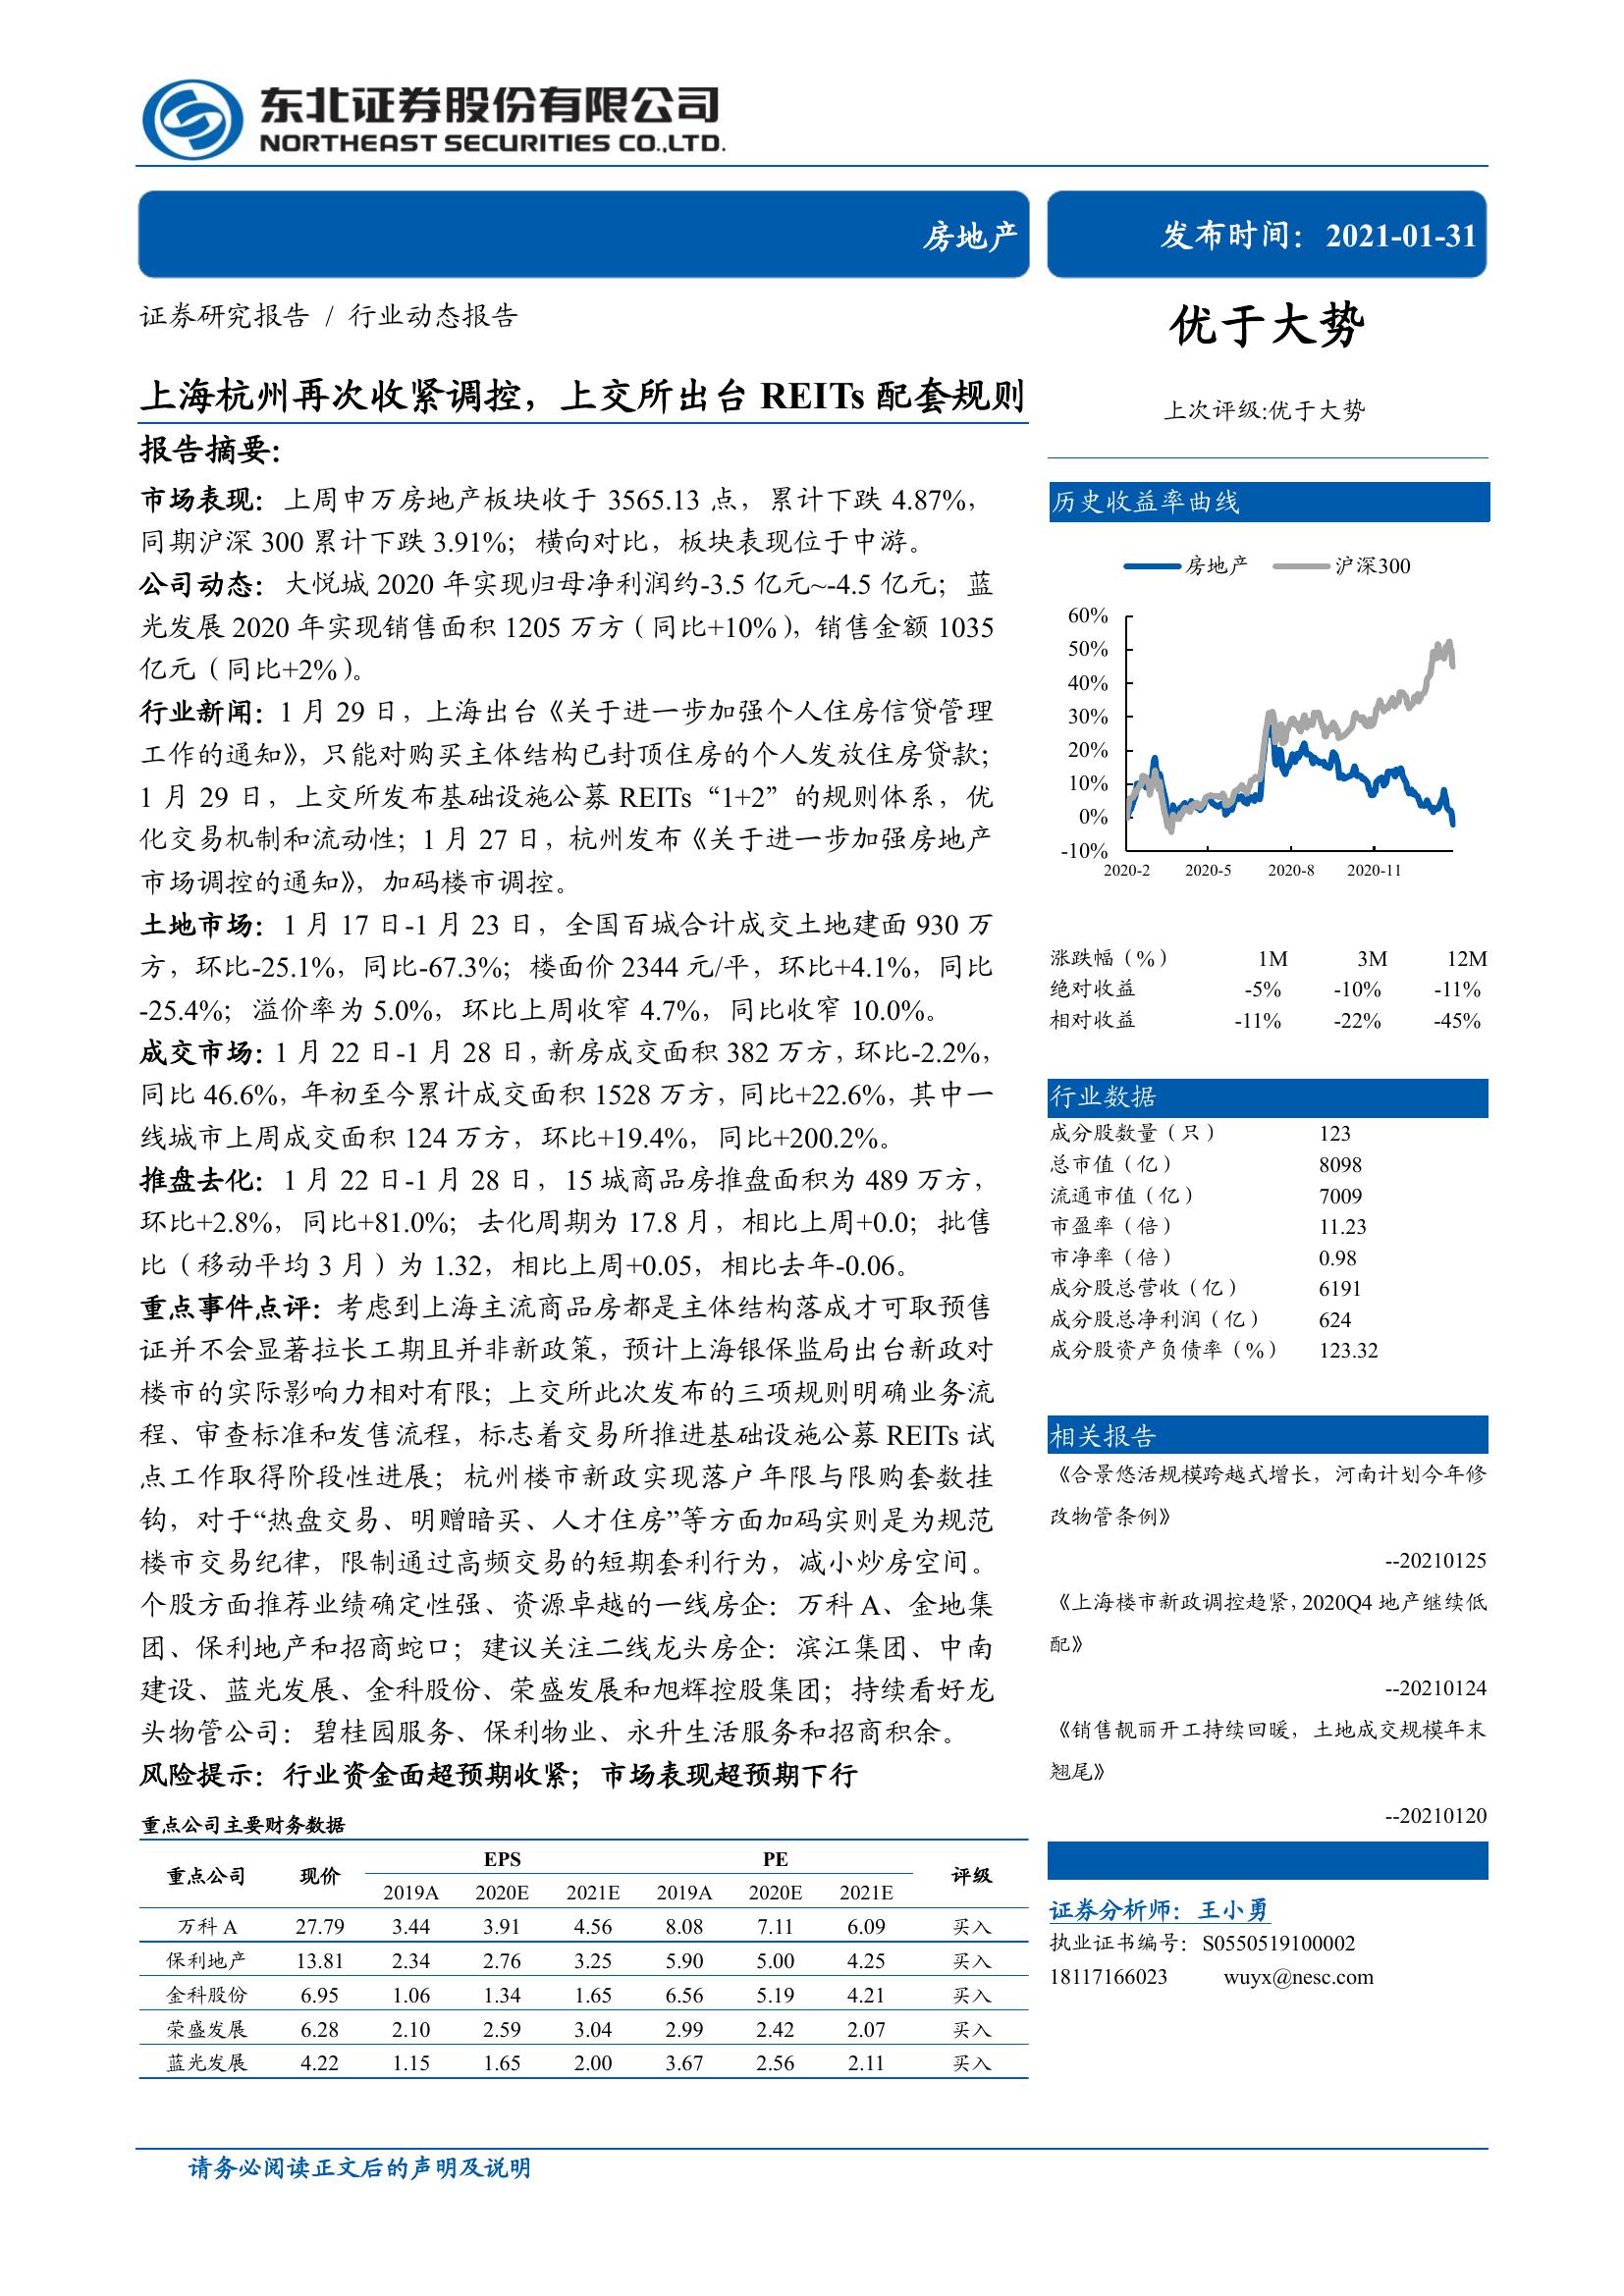 东北证券股份有限公司
NORTHEAST SECURITIES CO.,LTD.
房地产
发布时间：2021-01-31
证券研究报告 / 行业动态报告
优于大势
上次评级:优于大势
上海杭州再次收紧调控，上交所出台 REITs 配套规则
报告摘要：
市场表现：上周申万房地产板块收于 3565.13 点，累计下跌 4.87%，
同期沪深 300 累计下跌 3.91%；横向对比，板块表现位于中游。
公司动态：大悦城 2020 年实现归母净利润约-3.5 亿元~-4.5 亿元；蓝
光发展 2020 年实现销售面积 1205 万方（同比+10%），销售金额 1035
亿元（同比+2%）。
行业新闻：1 月 29 日，上海出台《关于进一步加强个人住房信贷管理
工作的通知》，只能对购买主体结构已封顶住房的个人发放住房贷款；
1 月 29 日，上交所发布基础设施公募 REITs“1+2”的规则体系，优
化交易机制和流动性；1 月 27 日，杭州发布《关于进一步加强房地产
市场调控的通知》，加码楼市调控。
土地市场：1 月 17 日-1 月 23 日，全国百城合计成交土地建面 930 万
方，环比-25.1%，同比-67.3%；楼面价 2344 元/平，环比+4.1%，同比
-25.4%；溢价率为 5.0%，环比上周收窄 4.7%，同比收窄 10.0%。
成交市场：1 月 22 日-1 月 28 日，新房成交面积 382 万方，环比-2.2%，
同比 46.6%，年初至今累计成交面积 1528 万方，同比+22.6%，其中一
线城市上周成交面积 124 万方，环比+19.4%，同比+200.2%。
推盘去化：1 月 22 日-1 月 28 日，15 城商品房推盘面积为 489 万方，
环比+2.8%，同比+81.0%；去化周期为 17.8 月，相比上周+0.0；批售
比（移动平均 3 月）为 1.32，相比上周+0.05，相比去年-0.06。
重点事件点评：考虑到上海主流商品房都是主体结构落成才可取预售
证并不会显著拉长工期且并非新政策，预计上海银保监局出台新政对
楼市的实际影响力相对有限；上交所此次发布的三项规则明确业务流
程、审查标准和发售流程，标志着交易所推进基础设施公募 REITs 试
点工作取得阶段性进展；杭州楼市新政实现落户年限与限购套数挂
钩，对于“热盘交易、明赠暗买、人才住房”等方面加码实则是为规范
楼市交易纪律，限制通过高频交易的短期套利行为，减小炒房空间。
个股方面推荐业绩确定性强、资源卓越的一线房企：万科 A、金地集
团、保利地产和招商蛇口；建议关注二线龙头房企：滨江集团、中南
建设、蓝光发展、金科股份、荣盛发展和旭辉控股集团；持续看好龙
头物管公司：碧桂园服务、保利物业、永升生活服务和招商积余。
风险提示：行业资金面超预期收紧；市场表现超预期下行
重点公司主要财务数据
重点公司 现价 EPS PE 评级
2019A 2020E 2021E 2019A 2020E 2021E
万科 A 27.79 3.44 3.91 4.56 8.08 7.11 6.09 买入
保利地产 13.81 2.34 2.76 3.25 5.90 5.00 4.25 买入
金科股份 6.95 1.06 1.34 1.65 6.56 5.19 4.21 买入
荣盛发展 6.28 2.10 2.59 3.04 2.99 2.42 2.07 买入
蓝光发展 4.22 1.15 1.65 2.00 3.67 2.56 2.11 买入
历史收益率曲线
房地产 沪深300
60%
50%
40%
30%
20%
10%
0%
-10%
2020-2 2020-5 2020-8 2020-11
涨跌幅（%） 1M 3M 12M
绝对收益 -5% -10% -11%
相对收益 -11% -22% -45%
行业数据
成分股数量（只） 123
总市值（亿） 8098
流通市值（亿） 7009
市盈率（倍） 11.23
市净率（倍） 0.98
成分股总营收（亿） 6191
成分股总净利润（亿） 624
成分股资产负债率（%） 123.32
相关报告
《合景悠活规模跨越式增长，河南计划今年修
改物管条例》
--20210125
《上海楼市新政调控趋紧，2020Q4 地产继续低
配》
--20210124
《销售靓丽开工持续回暖，土地成交规模年末
翘尾》
--20210120
证券分析师：王小勇
执业证书编号：S0550519100002
18117166023 wuyx@nesc.com
请务必阅读正文后的声明及说明